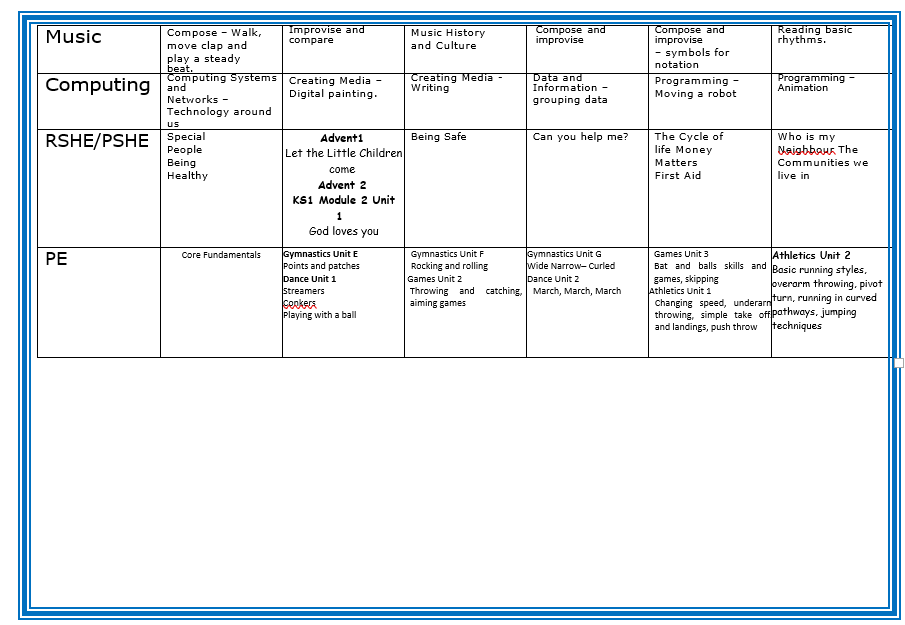 Music
Compose – Walk,
move clap and
play a steady
beat.
Improvise and
compare
Music History
and Culture
Compose and
improvise
Compose and
improvise
– symbols for
notation
Reading basic
rhythms.
Computing
Computing Systems
and
Networks –
Technology around
us
Creating Media –
Digital painting.
Creating Media -
Writing
Data and
Information –
grouping data
Programming –
Moving a robot
Programming –
Animation
RSHE/PSHE
Special
People
Being
Healthy
Advent1
Let the Little Children
come
Advent 2
KS1 Module 2 Unit
1
God loves you
Being Safe
Can you help me?
The Cycle of
life Money
Matters
First Aid
Who is my
Neighbour The
Communities we
live in
PE
Core Fundamentals
Gymnastics Unit E
Points and patches
Dance Unit 1
Streamers
Conkers
Playing with a ball
Gymnastics Unit F
Rocking and rolling
Games Unit 2
Throwing and catching,
aiming games
Gymnastics Unit G
Wide Narrow– Curled
Dance Unit 2
March, March, March
Games Unit 3
Bat and balls skills and
games, skipping
Athletics Unit 1
Changing speed, underarm
throwing, simple take off
and landings, push throw
Athletics Unit 2
Basic running styles,
overarm throwing, pivot
turn, running in curved
pathways, jumping
techniques